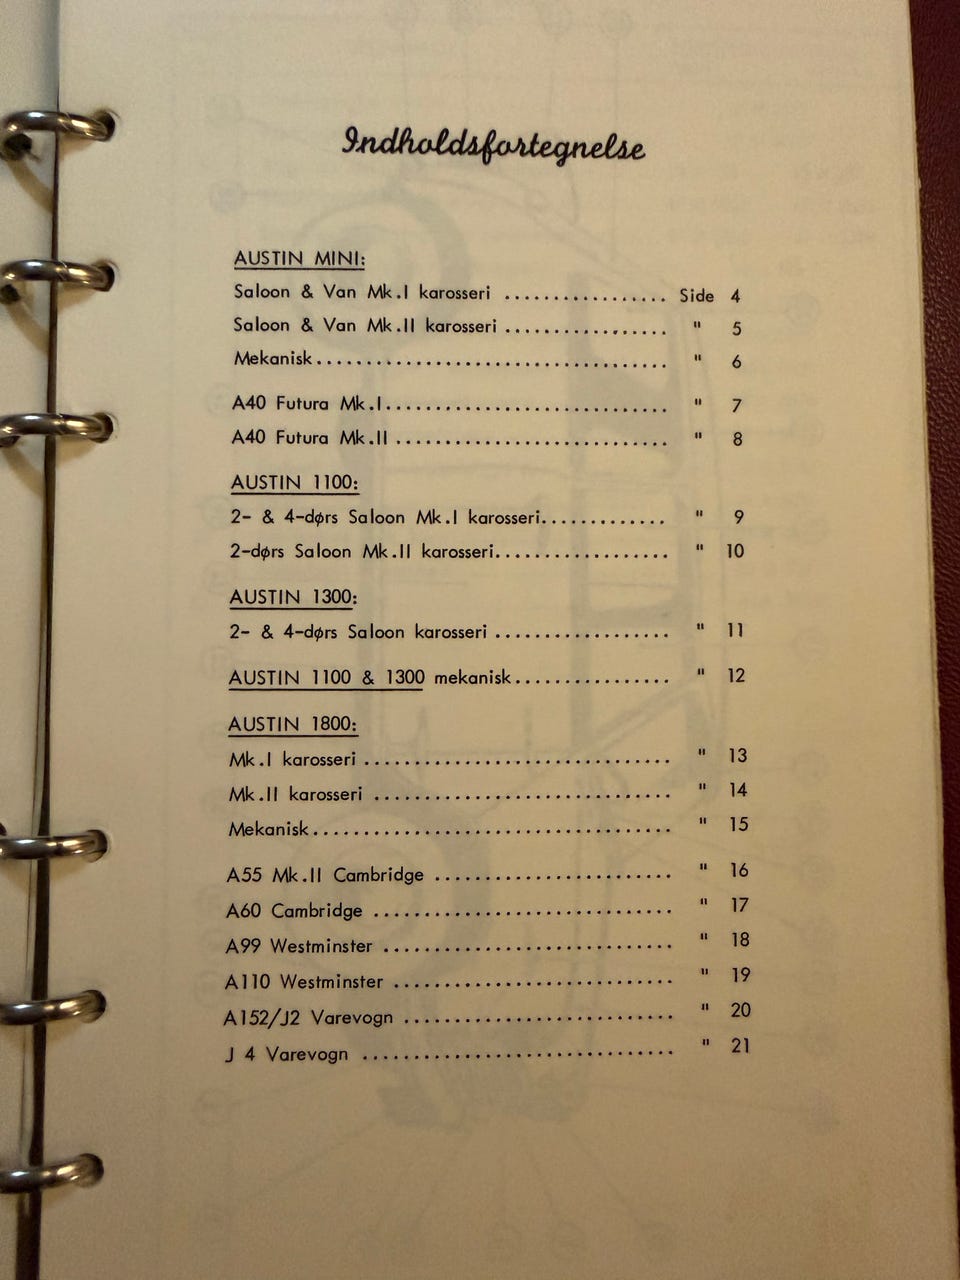 Indholdsfortegnelse
AUSTIN MINI:
Saloon & Van Mk.I karosseri ................ Side 4
Saloon & Van Mk.II karosseri ................ " 5
Mekanisk.................................. " 6
A40 Futura Mk.I........................... " 7
A40 Futura Mk.II .......................... " 8
AUSTIN 1100:
2- & 4-dørs Saloon Mk.I karosseri............ " 9
2-dørs Saloon Mk.II karosseri................. " 10
AUSTIN 1300:
2- & 4-dørs Saloon karosseri ................. " 11
AUSTIN 1100 & 1300 mekanisk............... " 12
AUSTIN 1800:
Mk.I karosseri .............................. " 13
Mk.II karosseri ............................. " 14
Mekanisk................................... " 15
A55 Mk.II Cambridge ....................... " 16
A60 Cambridge ............................. " 17
A99 Westminster ............................ " 18
A110 Westminster ........................... " 19
A152/J2 Varevogn .......................... " 20
J 4 Varevogn .............................. " 21